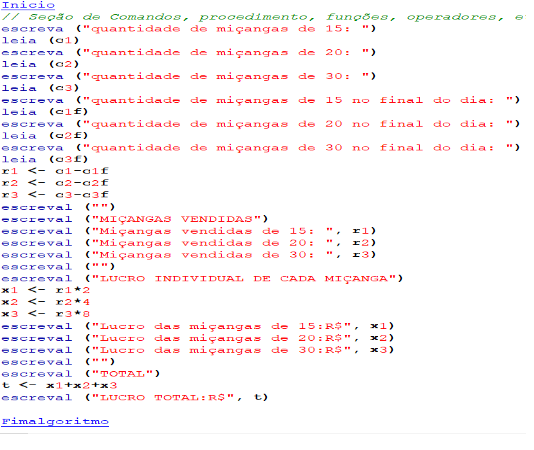 Inicio
// Seção de Comandos, procedimento, funções, operadores, e
escreva ("quantidade de miçangas de 15: ")
leia (c1)
escreva ("quantidade de miçangas de 20: ")
leia (c2)
escreva ("quantidade de miçangas de 30: ")
leia (c3)
escreva ("quantidade de miçangas de 15 no final do dia: ")
leia (c1f)
escreva ("quantidade de miçangas de 20 no final do dia: ")
leia (c2f)
escreva ("quantidade de miçangas de 30 no final do dia: ")
leia (c3f)
r1 <- c1-c1f
r2 <- c2-c2f
r3 <- c3-c3f
escreval ("")
escreval ("MIÇANGAS VENDIDAS")
escreval ("Miçangas vendidas de 15: ", r1)
escreval ("Miçangas vendidas de 20: ", r2)
escreval ("Miçangas vendidas de 30: ", r3)
escreval ("")
escreval ("LUCRO INDIVIDUAL DE CADA MIÇANGA")
x1 <- r1*2
x2 <- r2*4
x3 <- r3*8
escreval ("Lucro das miçangas de 15:R$", x1)
escreval ("Lucro das miçangas de 20:R$", x2)
escreval ("Lucro das miçangas de 30:R$", x3)
escreval ("")
escreval ("TOTAL")
t <- x1+x2+x3
escreval ("LUCRO TOTAL:R$", t)
Fimalgoritmo